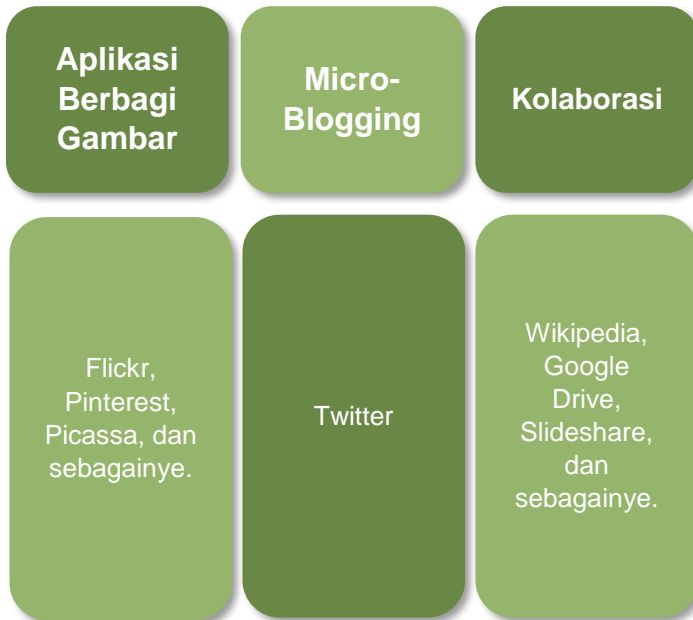 Aplikasi
Berbagi
Gambar
Micro-
Blogging
Kolaborasi
Flickr,
Pinterest,
Picassa, dan
sebagainye.
Twitter
Wikipedia,
Google
Drive,
Slideshare,
dan
sebagainye.